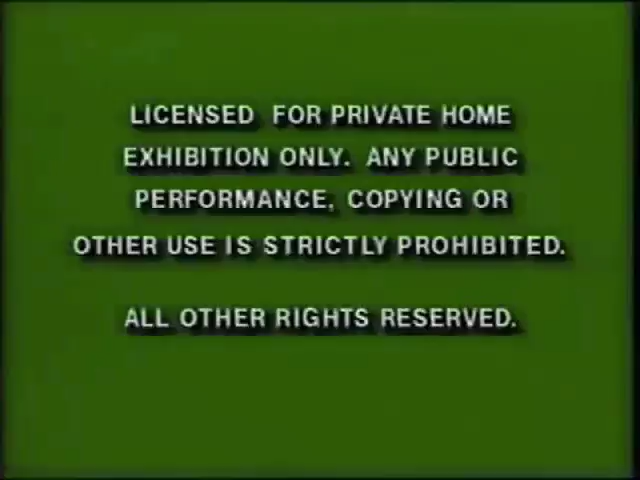 LICENSED FOR PRIVATE HOME
EXHIBITION ONLY. ANY PUBLIC
PERFORMANCE, COPYING OR
OTHER USE IS STRICTLY PROHIBITED.
ALL OTHER RIGHTS RESERVED.